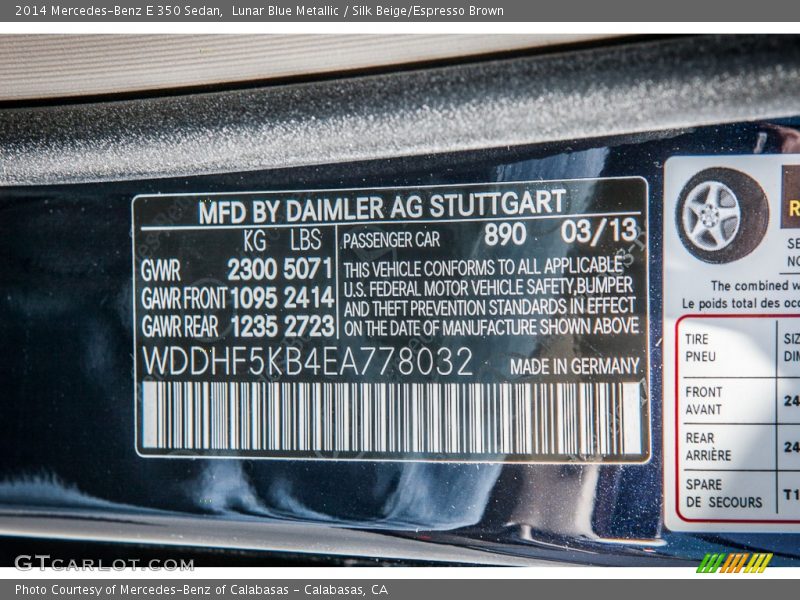 2014 Mercedes-Benz E 350 Sedan, Lunar Blue Metallic / Silk Beige/Espresso Brown
MFD BY DAIMLER AG STUTTGART
KG LBS
GWR 2300 5071
GAWR FRONT 1095 2414
GAWR REAR 1235 2723
PASSENGER CAR 890 03/13
THIS VEHICLE CONFORMS TO ALL APPLICABLE
U.S. FEDERAL MOTOR VEHICLE SAFETY, BUMPER
AND THEFT PREVENTION STANDARDS IN EFFECT
ON THE DATE OF MANUFACTURE SHOWN ABOVE
WDDHF5KB4EA778032 MADE IN GERMANY
The combined
Le poids total des
TIRE
PNEU
FRONT
AVANT
24
REAR
ARRIÈRE
24
SPARE
DE SECOURS
T1
GTCARLOT.COM
Photo Courtesy of Mercedes-Benz of Calabasas - Calabasas, CA